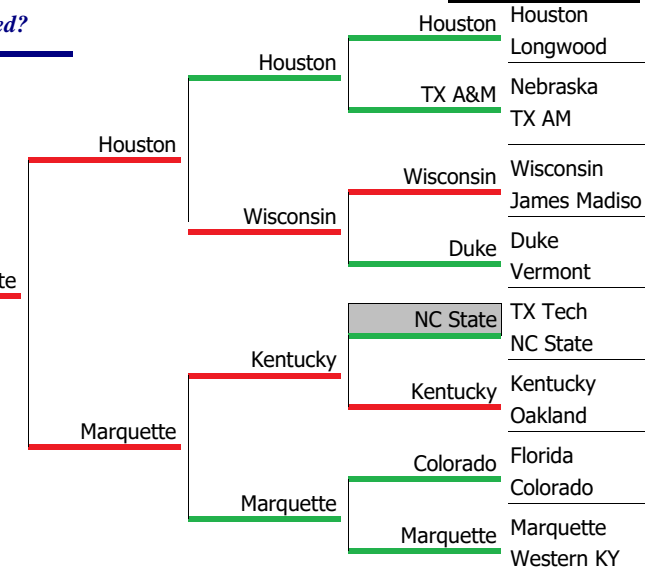 ed?
Houston
Houston
Longwood
Houston
TX A&M
Nebraska
TX AM
Houston
Wisconsin
Wisconsin
James Madiso
Wisconsin
Duke
Duke
Vermont
te
NC State
TX Tech
NC State
Kentucky
Kentucky
Kentucky
Oakland
Marquette
Colorado
Florida
Colorado
Marquette
Marquette
Marquette
Western KY